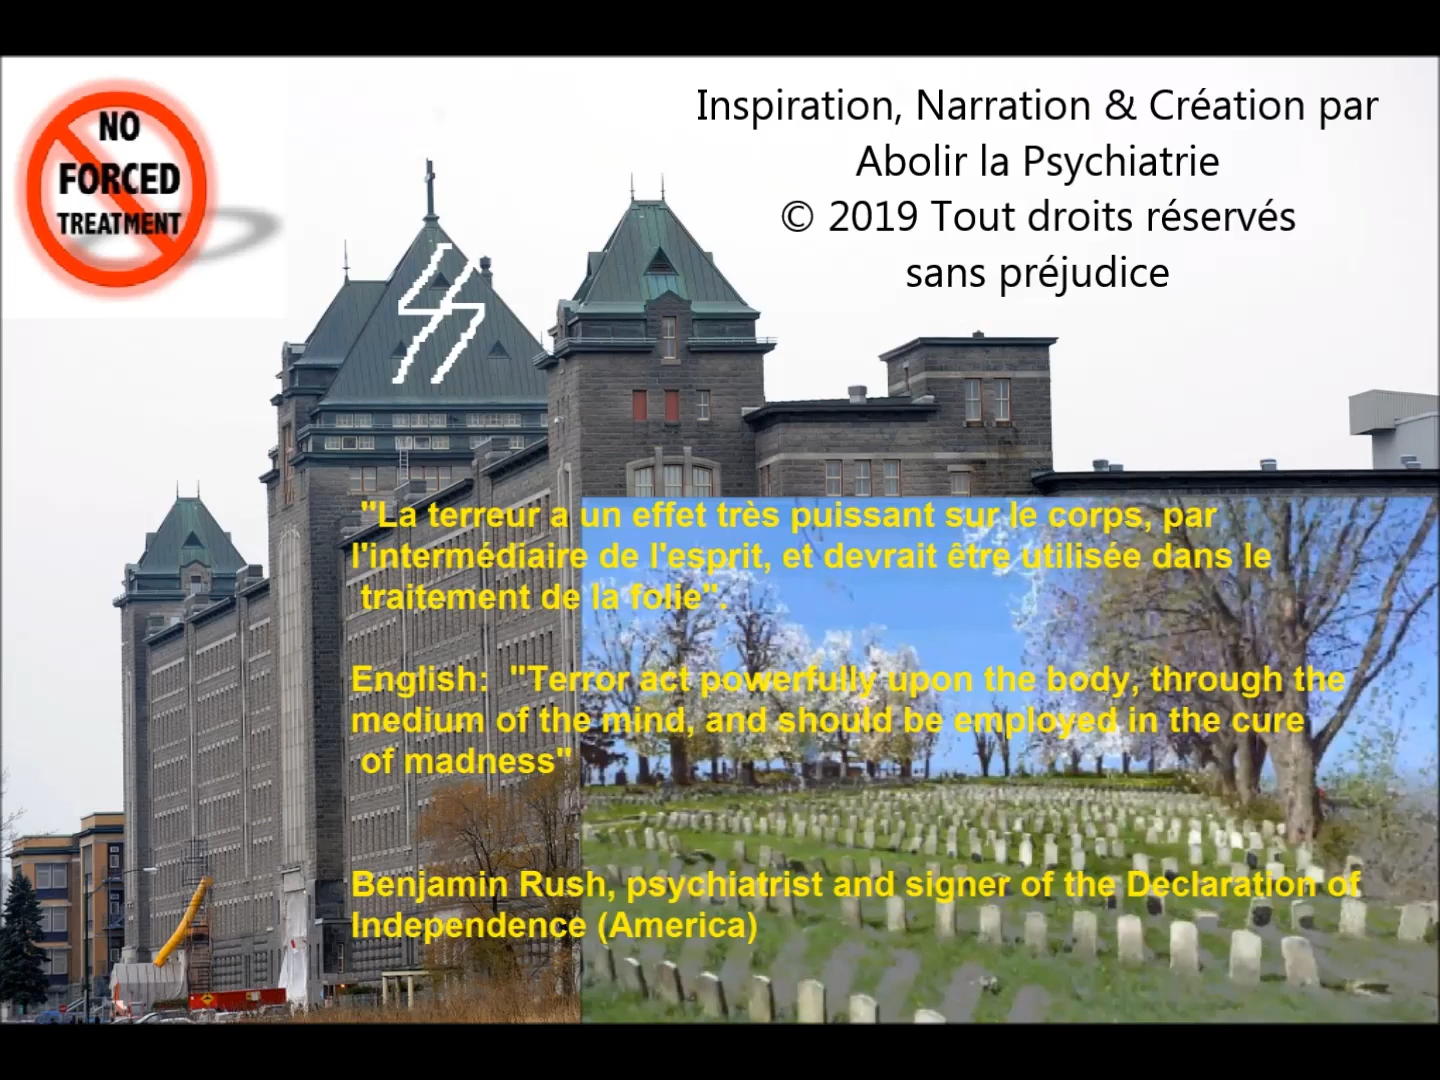 NO
FORCED
TREATMENT
Inspiration, Narration & Création par
Abolir la Psychiatrie
© 2019 Tout droits réservés
sans préjudice
"La terreur a un effet très puissant sur le corps, par
l'intermédiaire de l'esprit, et devrait être utilisée dans le
traitement de la folie".
English: "Terror act powerfully upon the body, through the
medium of the mind, and should be employed in the cure
of madness"
Benjamin Rush, psychiatrist and signer of the Declaration of
Independence (America)